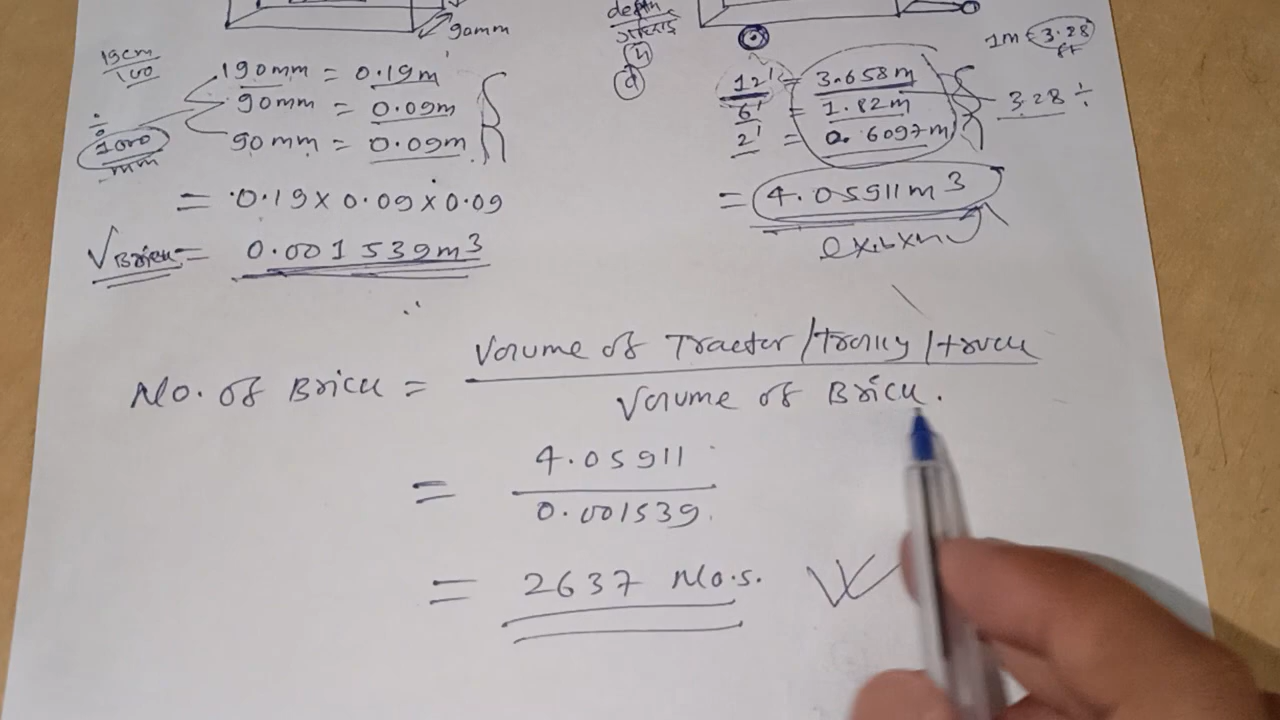 90mm
depth
(h)
(d)
19cm
100
190mm = 0.19m
90mm = 0.09m
90mm = 0.09m
÷
1000
mm
= 0.19 x 0.09 x 0.09
VBrick = 0.001539m3
1m = 3.28
ft
12' = 3.658m
6' = 1.82m
2' = 0.6097m
3.28 ÷
= 4.05911m3
lxbxh
No. of Brick = Volume of Tractor/trolly/truck
Volume of Brick.
= 4.05911
0.001539
= 2637 No.s.